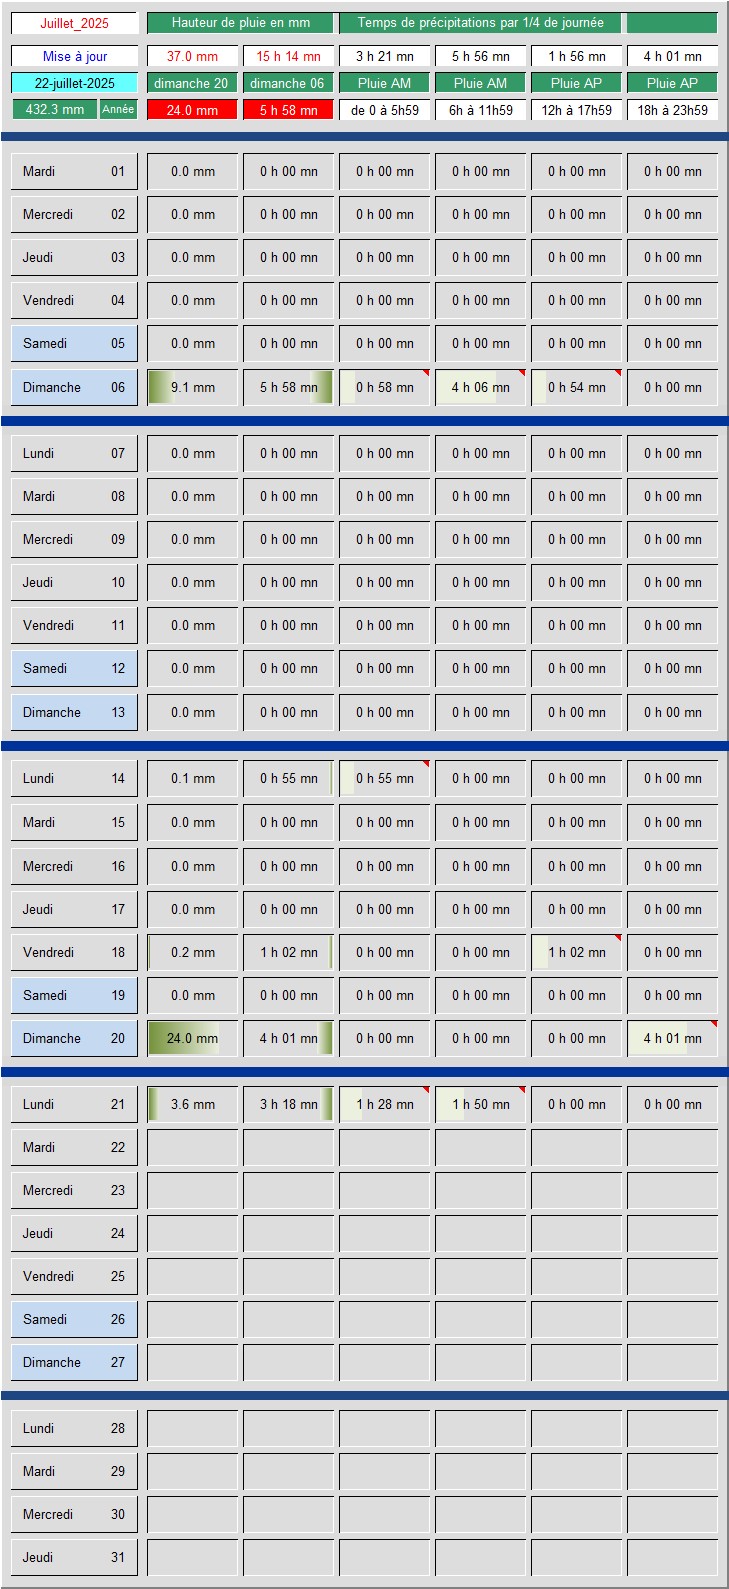 Juillet_2025 Hauteur de pluie en mm Temps de précipitations par 1/4 de journée
Mise à jour 37.0 mm 15 h 14 mn 3 h 21 mn 5 h 56 mn 1 h 56 mn 4 h 01 mn
22-juillet-2025 dimanche 20 dimanche 06 Pluie AM Pluie AM Pluie AP Pluie AP
432.3 mm Année 24.0 mm 5 h 58 mn de 0 à 5h59 6h à 11h59 12h à 17h59 18h à 23h59
Mardi 01 0.0 mm 0 h 00 mn 0 h 00 mn 0 h 00 mn 0 h 00 mn 0 h 00 mn
Mercredi 02 0.0 mm 0 h 00 mn 0 h 00 mn 0 h 00 mn 0 h 00 mn 0 h 00 mn
Jeudi 03 0.0 mm 0 h 00 mn 0 h 00 mn 0 h 00 mn 0 h 00 mn 0 h 00 mn
Vendredi 04 0.0 mm 0 h 00 mn 0 h 00 mn 0 h 00 mn 0 h 00 mn 0 h 00 mn
Samedi 05 0.0 mm 0 h 00 mn 0 h 00 mn 0 h 00 mn 0 h 00 mn 0 h 00 mn
Dimanche 06 9.1 mm 5 h 58 mn 0 h 58 mn 4 h 06 mn 0 h 54 mn 0 h 00 mn
Lundi 07 0.0 mm 0 h 00 mn 0 h 00 mn 0 h 00 mn 0 h 00 mn 0 h 00 mn
Mardi 08 0.0 mm 0 h 00 mn 0 h 00 mn 0 h 00 mn 0 h 00 mn 0 h 00 mn
Mercredi 09 0.0 mm 0 h 00 mn 0 h 00 mn 0 h 00 mn 0 h 00 mn 0 h 00 mn
Jeudi 10 0.0 mm 0 h 00 mn 0 h 00 mn 0 h 00 mn 0 h 00 mn 0 h 00 mn
Vendredi 11 0.0 mm 0 h 00 mn 0 h 00 mn 0 h 00 mn 0 h 00 mn 0 h 00 mn
Samedi 12 0.0 mm 0 h 00 mn 0 h 00 mn 0 h 00 mn 0 h 00 mn 0 h 00 mn
Dimanche 13 0.0 mm 0 h 00 mn 0 h 00 mn 0 h 00 mn 0 h 00 mn 0 h 00 mn
Lundi 14 0.1 mm 0 h 55 mn 0 h 55 mn 0 h 00 mn 0 h 00 mn 0 h 00 mn
Mardi 15 0.0 mm 0 h 00 mn 0 h 00 mn 0 h 00 mn 0 h 00 mn 0 h 00 mn
Mercredi 16 0.0 mm 0 h 00 mn 0 h 00 mn 0 h 00 mn 0 h 00 mn 0 h 00 mn
Jeudi 17 0.0 mm 0 h 00 mn 0 h 00 mn 0 h 00 mn 0 h 00 mn 0 h 00 mn
Vendredi 18 0.2 mm 1 h 02 mn 0 h 00 mn 0 h 00 mn 1 h 02 mn 0 h 00 mn
Samedi 19 0.0 mm 0 h 00 mn 0 h 00 mn 0 h 00 mn 0 h 00 mn 0 h 00 mn
Dimanche 20 24.0 mm 4 h 01 mn 0 h 00 mn 0 h 00 mn 0 h 00 mn 4 h 01 mn
Lundi 21 3.6 mm 3 h 18 mn 1 h 28 mn 1 h 50 mn 0 h 00 mn 0 h 00 mn
Mardi 22
Mercredi 23
Jeudi 24
Vendredi 25
Samedi 26
Dimanche 27
Lundi 28
Mardi 29
Mercredi 30
Jeudi 31